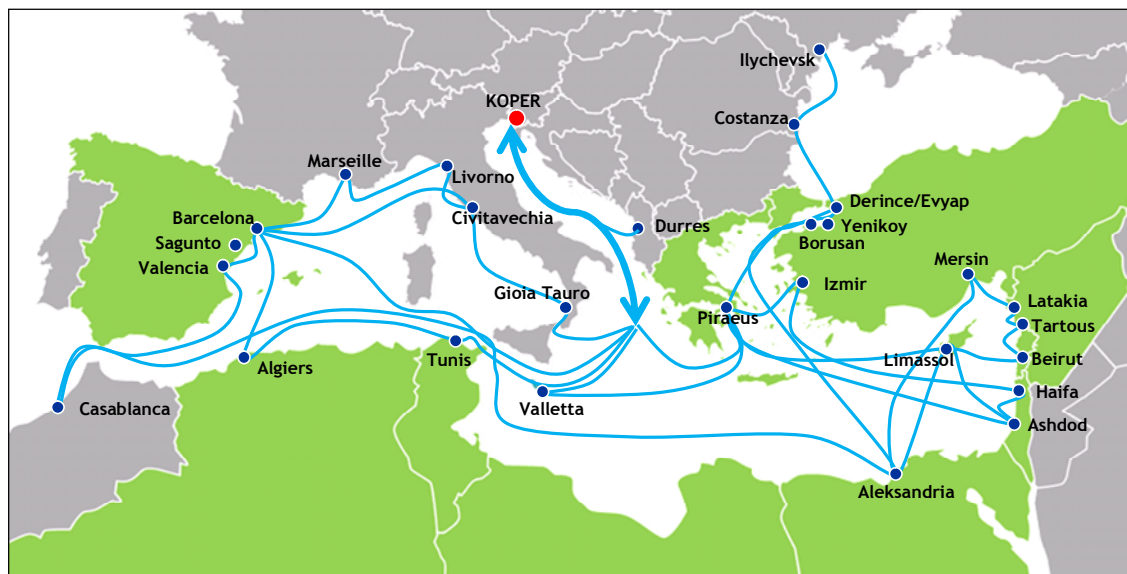 Ilychevsk
KOPER
Costanza
Marseille
Livorno
Derince/Evyap
Barcelona
Civitavechia
Durres
Yenikoy
Sagunto
Borusan
Valencia
Mersin
Izmir
Gioia Tauro
Latakia
Piraeus
Tartous
Tunis
Limassol
Beirut
Algiers
Haifa
Casablanca
Valletta
Ashdod
Aleksandria